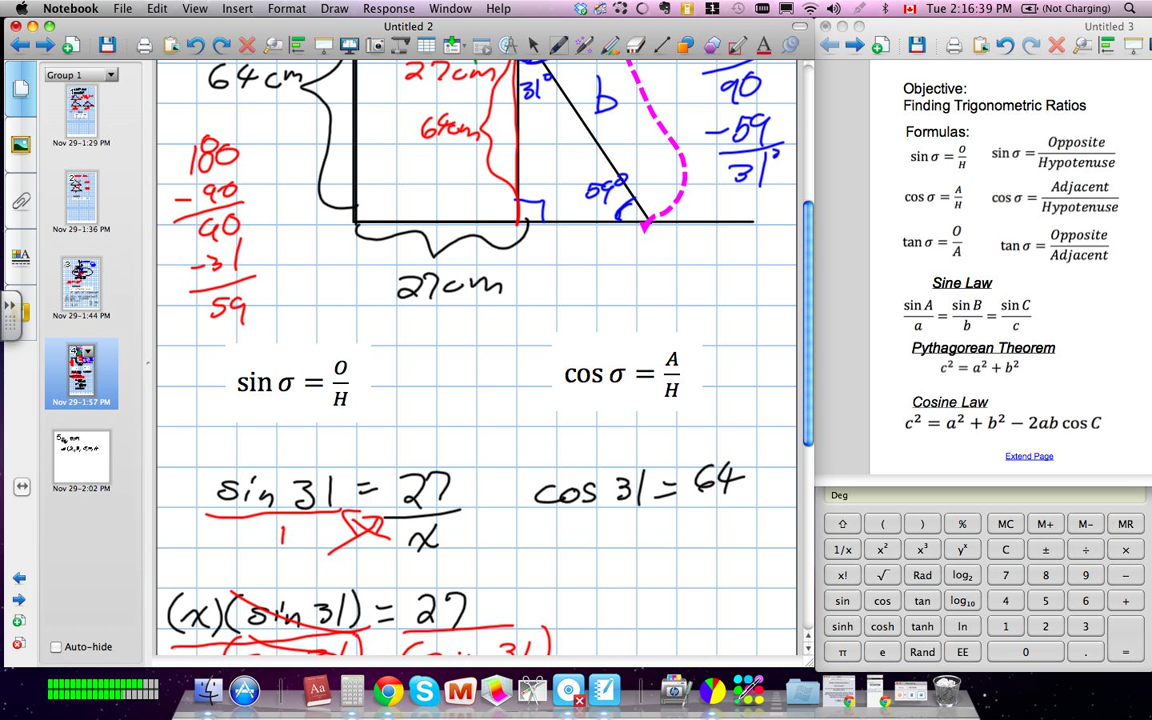 Notebook File Edit View Insert Format Draw Response Window Help Tue 2:16:39 PM (Not Charging)
Untitled 2
Untitled 3
Group 1
Nov 29-1:29 PM
Nov 29-1:36 PM
Nov 29-1:44 PM
Nov 29-1:57 PM
Nov 29-2:02 PM
Auto-hide
64cm
27cm
64cm
31°
b
59°
90
-59
31°
180
-90
90
-31
59
27cm
sin σ = O/H
cos σ = A/H
sin 31 = 27
1 x
cos 31 = 64
(x)(sin 31) = 27
Objective:
Finding Trigonometric Ratios
Formulas:
sin σ = O/H sin σ = Opposite/Hypotenuse
cos σ = A/H cos σ = Adjacent/Hypotenuse
tan σ = O/A tan σ = Opposite/Adjacent
Sine Law
sin A/a = sin B/b = sin C/c
Pythagorean Theorem
c² = a² + b²
Cosine Law
c² = a² + b² − 2ab cos C
Extend Page
Deg
⇧ ( ) % MC M+ M− MR
1/x x² x³ yˣ C ± ÷ ×
x! √ Rad log₂ 7 8 9 −
sin cos tan log₁₀ 4 5 6 +
sinh cosh tanh ln 1 2 3
π e Rand EE 0 . =